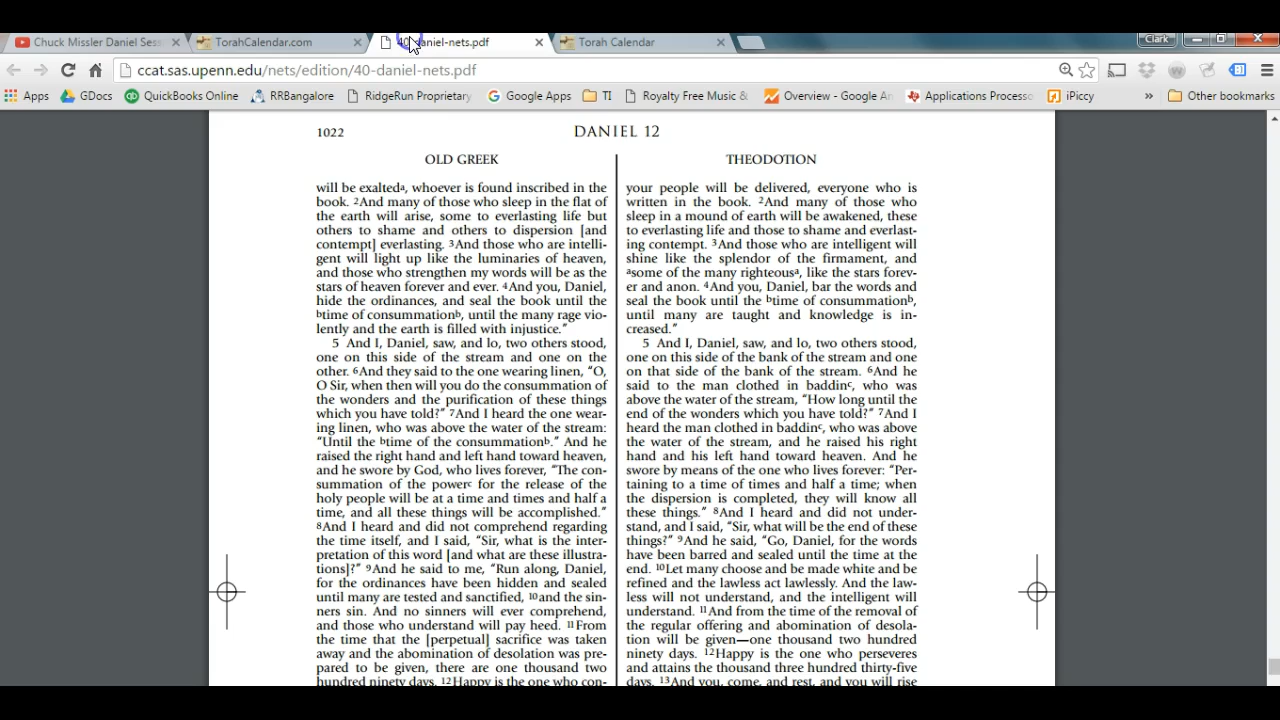 Chuck Missler Daniel Sess
TorahCalendar.com
40-daniel-nets.pdf
Torah Calendar
Clark
ccat.sas.upenn.edu/nets/edition/40-daniel-nets.pdf
Apps
GDocs
QuickBooks Online
RRBangalore
RidgeRun Proprietary
Google Apps
TI
Royalty Free Music &
Overview - Google An
Applications Processo
iPiccy
»
Other bookmarks
1022
DANIEL 12
OLD GREEK
will be exaltedᵃ, whoever is found inscribed in the
book. ²And many of those who sleep in the flat of
the earth will arise, some to everlasting life but
others to shame and others to dispersion [and
contempt] everlasting. ³And those who are intelli-
gent will light up like the luminaries of heaven,
and those who strengthen my words will be as the
stars of heaven forever and ever. ⁴And you, Daniel,
hide the ordinances, and seal the book until the
ᵇtime of consummationᵇ, until the many rage vio-
lently and the earth is filled with injustice.”
5 And I, Daniel, saw, and lo, two others stood,
one on this side of the stream and one on the
other. ⁶And they said to the one wearing linen, “O,
O Sir, when then will you do the consummation of
the wonders and the purification of these things
which you have told?” ⁷And I heard the one wear-
ing linen, who was above the water of the stream:
“Until the ᵇtime of the consummationᵇ.” And he
raised the right hand and left hand toward heaven,
and he swore by God, who lives forever, “The con-
summation of the powerᶜ for the release of the
holy people will be at a time and times and half a
time, and all these things will be accomplished.”
⁸And I heard and did not comprehend regarding
the time itself, and I said, “Sir, what is the inter-
pretation of this word [and what are these illustra-
tions]?” ⁹And he said to me, “Run along, Daniel,
for the ordinances have been hidden and sealed
until many are tested and sanctified, ¹⁰and the sin-
ners sin. And no sinners will ever comprehend,
and those who understand will pay heed. ¹¹From
the time that the [perpetual] sacrifice was taken
away and the abomination of desolation was pre-
pared to be given, there are one thousand two
hundred ninety days. ¹²Happy is the one who con-
THEODOTION
your people will be delivered, everyone who is
written in the book. ²And many of those who
sleep in a mound of earth will be awakened, these
to everlasting life and those to shame and everlast-
ing contempt. ³And those who are intelligent will
shine like the splendor of the firmament, and
ᵃsome of the many righteousᵃ, like the stars forev-
er and anon. ⁴And you, Daniel, bar the words and
seal the book until the ᵇtime of consummationᵇ,
until many are taught and knowledge is in-
creased.”
5 And I, Daniel, saw, and lo, two others stood,
one on this side of the bank of the stream and one
on that side of the bank of the stream. ⁶And he
said to the man clothed in baddinᶜ, who was
above the water of the stream, “How long until the
end of the wonders which you have told?” ⁷And I
heard the man clothed in baddinᶜ, who was above
the water of the stream, and he raised his right
hand and his left hand toward heaven. And he
swore by means of the one who lives forever: “Per-
taining to a time of times and half a time; when
the dispersion is completed, they will know all
these things.” ⁸And I heard and did not under-
stand, and I said, “Sir, what will be the end of these
things?” ⁹And he said, “Go, Daniel, for the words
have been barred and sealed until the time at the
end. ¹⁰Let many choose and be made white and be
refined and the lawless act lawlessly. And the law-
less will not understand, and the intelligent will
understand. ¹¹And from the time of the removal of
the regular offering and abomination of desola-
tion will be given—one thousand two hundred
ninety days. ¹²Happy is the one who perseveres
and attains the thousand three hundred thirty-five
days. ¹³And you, come, and rest, and you will rise